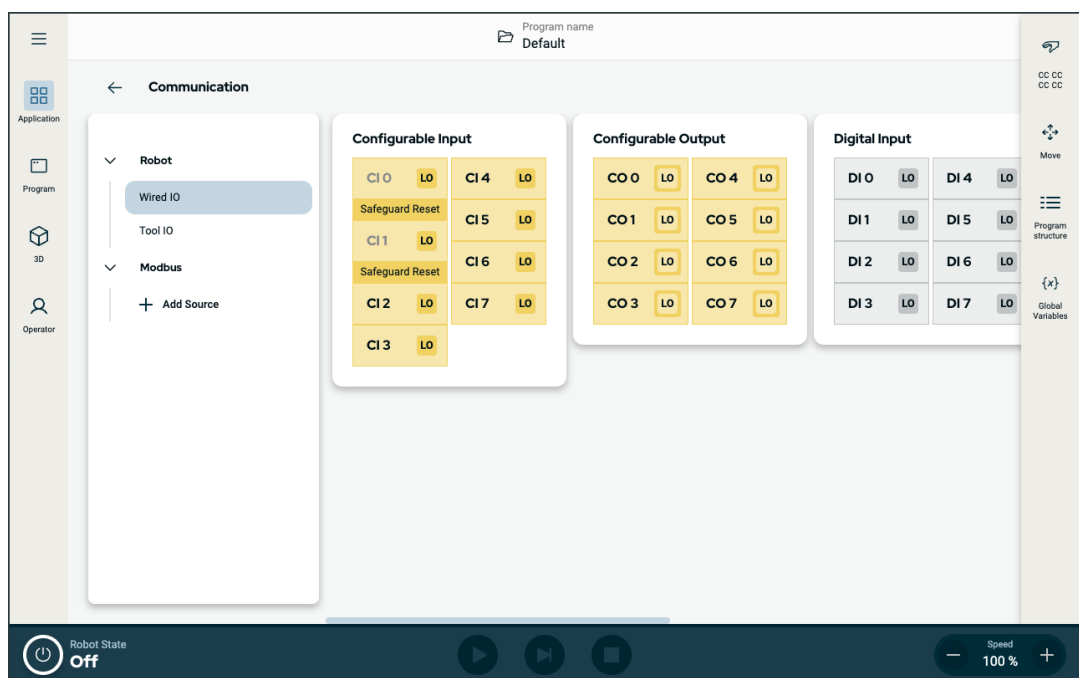 Program name
Default
Application
Program
3D
Operator
Communication
Robot
Wired IO
Tool IO
Modbus
Add Source
Configurable Input
CI 0 LO CI 4 LO
Safeguard Reset
CI 5 LO
CI 1 LO
CI 6 LO
Safeguard Reset
CI 2 LO CI 7 LO
CI 3 LO
Configurable Output
CO 0 LO CO 4 LO
CO 1 LO CO 5 LO
CO 2 LO CO 6 LO
CO 3 LO CO 7 LO
Digital Input
DI 0 LO DI 4 LO
DI 1 LO DI 5 LO
DI 2 LO DI 6 LO
DI 3 LO DI 7 LO
CC CC
CC CC
Move
Program
structure
{x}
Global
Variables
Robot State
Off
Speed
100 %